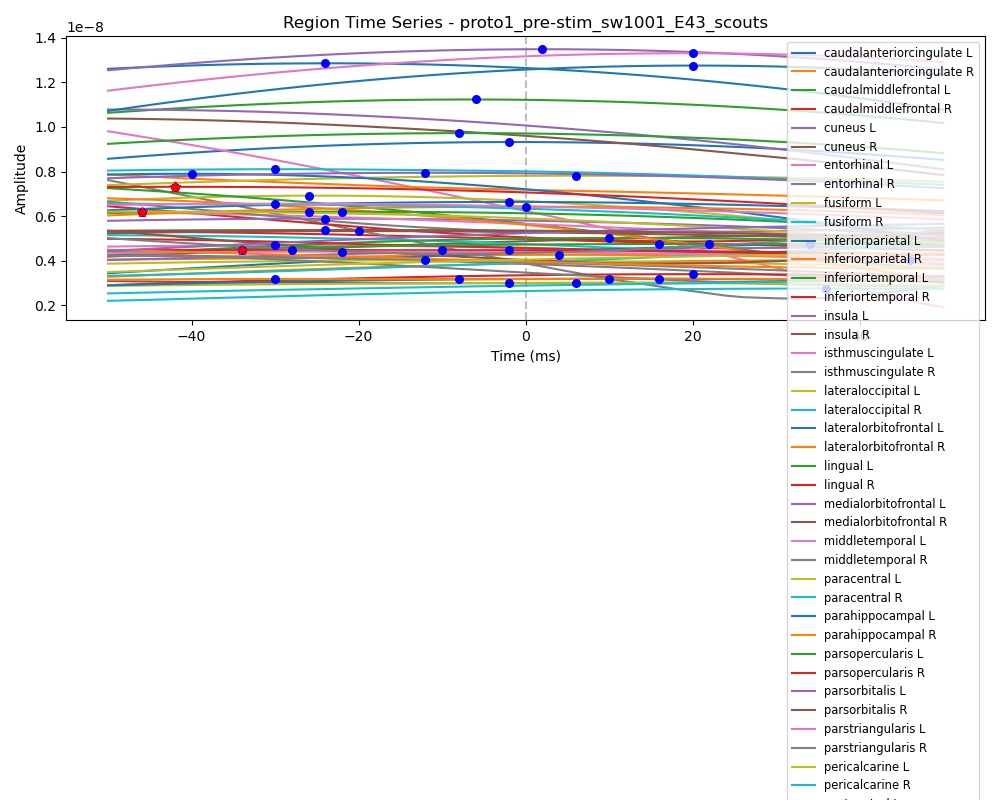 Region Time Series - proto1_pre-stim_sw1001_E43_scouts
1e−8
1.4
1.2
1.0
0.8
0.6
0.4
0.2
Amplitude
−40
−20
0
20
Time (ms)
caudalanteriorcingulate L
caudalanteriorcingulate R
caudalmiddlefrontal L
caudalmiddlefrontal R
cuneus L
cuneus R
entorhinal L
entorhinal R
fusiform L
fusiform R
inferiorparietal L
inferiorparietal R
inferiortemporal L
inferiortemporal R
insula L
insula R
isthmuscingulate L
isthmuscingulate R
lateraloccipital L
lateraloccipital R
lateralorbitofrontal L
lateralorbitofrontal R
lingual L
lingual R
medialorbitofrontal L
medialorbitofrontal R
middletemporal L
middletemporal R
paracentral L
paracentral R
parahippocampal L
parahippocampal R
parsopercularis L
parsopercularis R
parsorbitalis L
parsorbitalis R
parstriangularis L
parstriangularis R
pericalcarine L
pericalcarine R